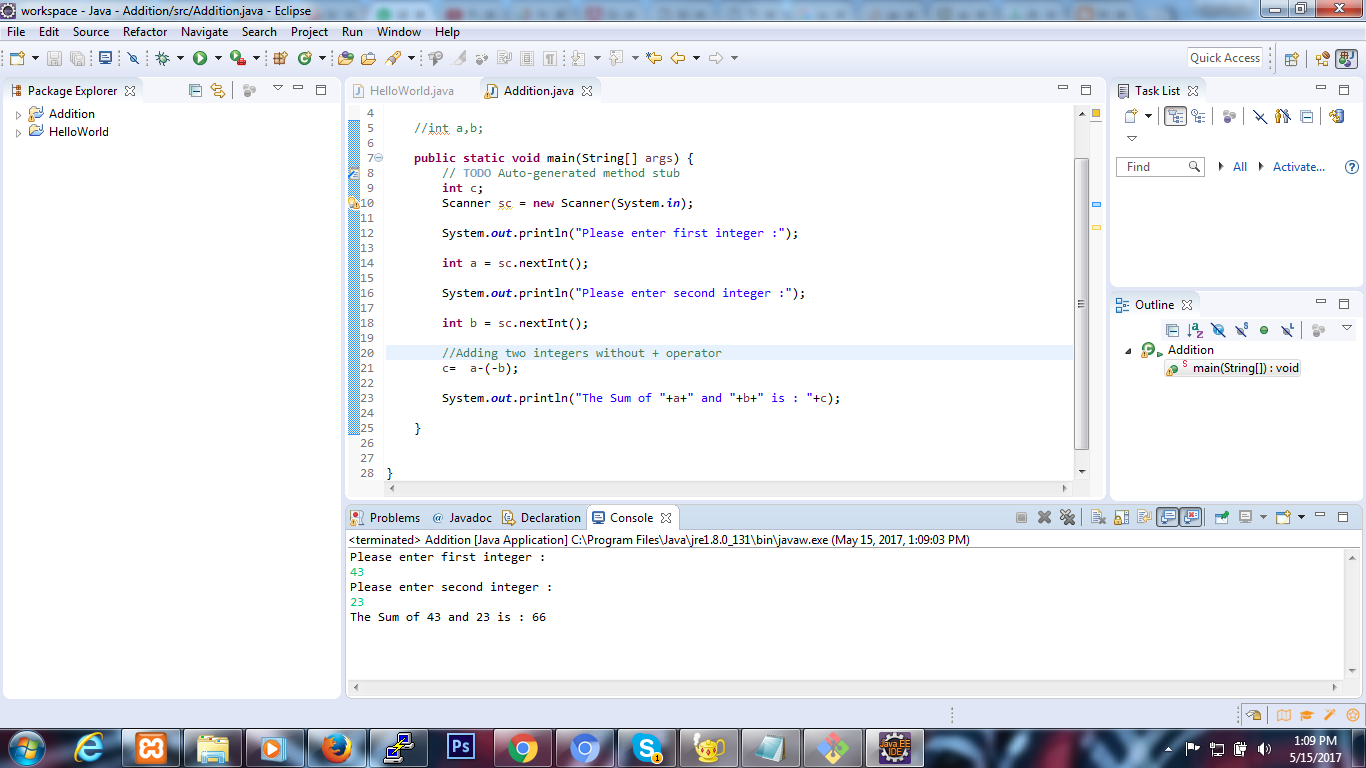 workspace - Java - Addition/src/Addition.java - Eclipse
File Edit Source Refactor Navigate Search Project Run Window Help
Quick Access
Package Explorer
Addition
HelloWorld
HelloWorld.java
Addition.java
4
5 //int a,b;
6
7 public static void main(String[] args) {
8 // TODO Auto-generated method stub
9 int c;
10 Scanner sc = new Scanner(System.in);
11
12 System.out.println("Please enter first integer :");
13
14 int a = sc.nextInt();
15
16 System.out.println("Please enter second integer :");
17
18 int b = sc.nextInt();
19
20 //Adding two integers without + operator
21 c=  a-(-b);
22
23 System.out.println("The Sum of "+a+" and "+b+" is : "+c);
24
25 }
26
27
28 }
Task List
Find
All
Activate...
Outline
Addition
main(String[]) : void
Problems
@ Javadoc
Declaration
Console
<terminated> Addition [Java Application] C:\Program Files\Java\jre1.8.0_131\bin\javaw.exe (May 15, 2017, 1:09:03 PM)
Please enter first integer :
43
Please enter second integer :
23
The Sum of 43 and 23 is : 66
Ps
S
1
Java EE
IDE
1:09 PM
5/15/2017